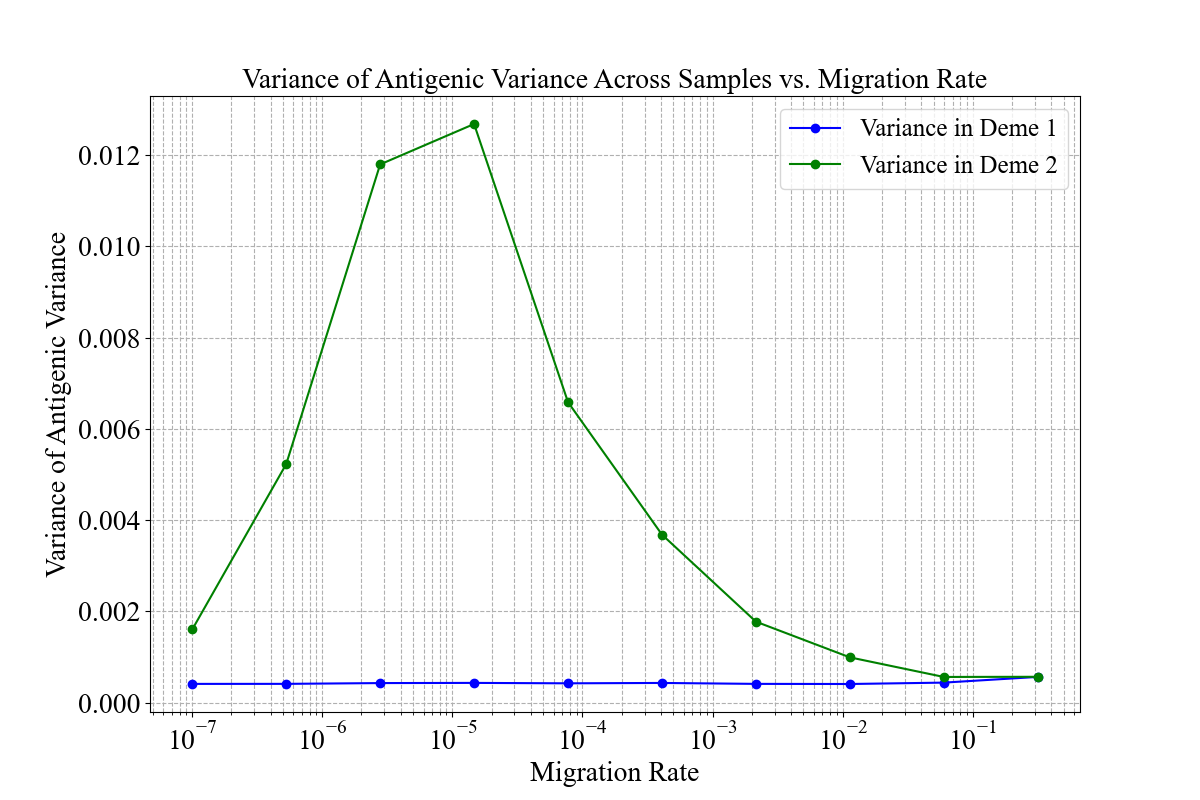 Variance of Antigenic Variance Across Samples vs. Migration Rate
Variance in Deme 1
Variance in Deme 2
Variance of Antigenic Variance
0.012
0.010
0.008
0.006
0.004
0.002
0.000
10⁻⁷ 10⁻⁶ 10⁻⁵ 10⁻⁴ 10⁻³ 10⁻² 10⁻¹
Migration Rate